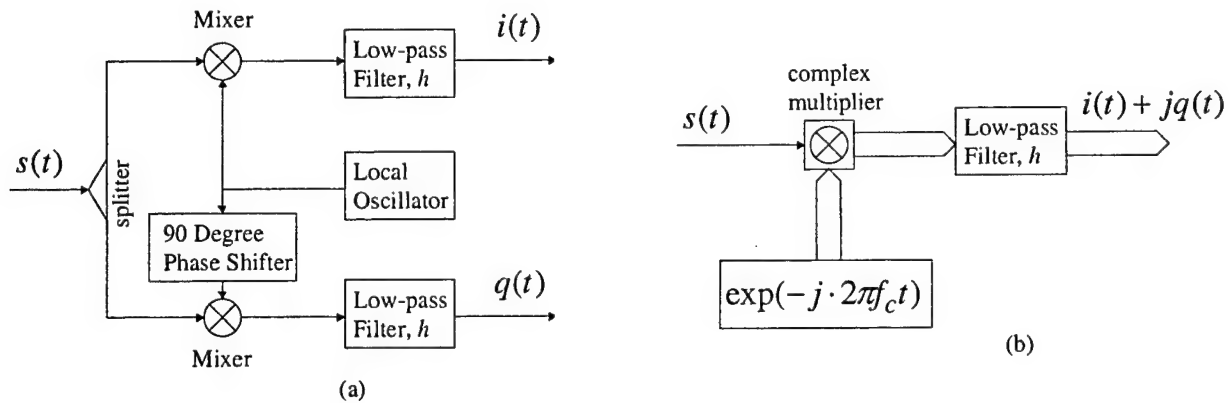 Mixer
i(t)
Low-pass
Filter, h
s(t)
splitter
Local
Oscillator
90 Degree
Phase Shifter
q(t)
Low-pass
Filter, h
Mixer
(a)
complex
multiplier
s(t)
i(t) + jq(t)
Low-pass
Filter, h
exp(−j·2πf_c t)
(b)